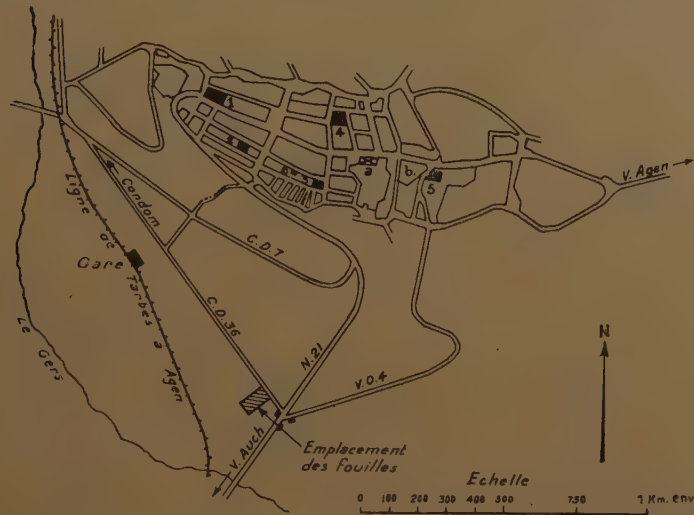 4
a
b.
5
V. Agen
Condom
C.D.7
Ligne de Tarbes a Agen
Gare
C.D.36
N.21
V.O.4
Le Gers
N
V. Auch
Emplacement
des Fouilles
Echelle
0 100 200 300 400 500 750 1 Km. env